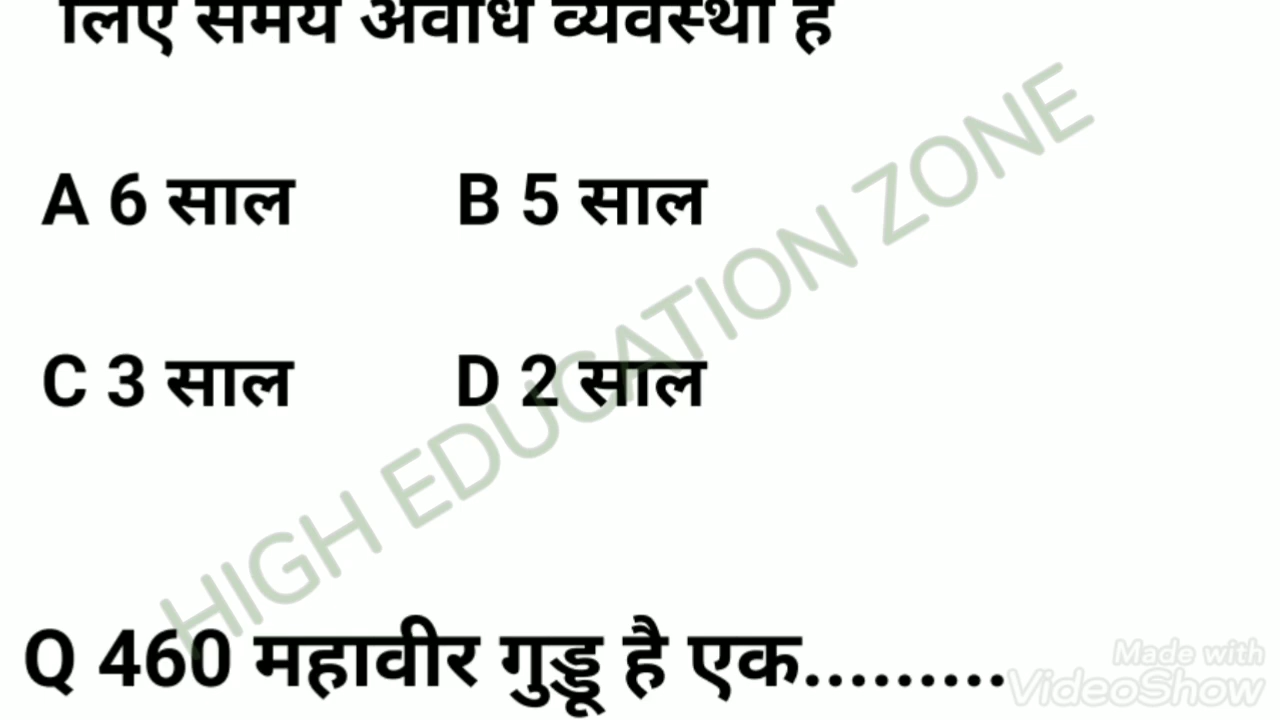 लिए समय अवधि व्यवस्था है
A 6 साल B 5 साल
C 3 साल D 2 साल
HIGH EDUCATION ZONE
Q 460 महावीर गुड्डू है एक.........
Made with
VideoShow